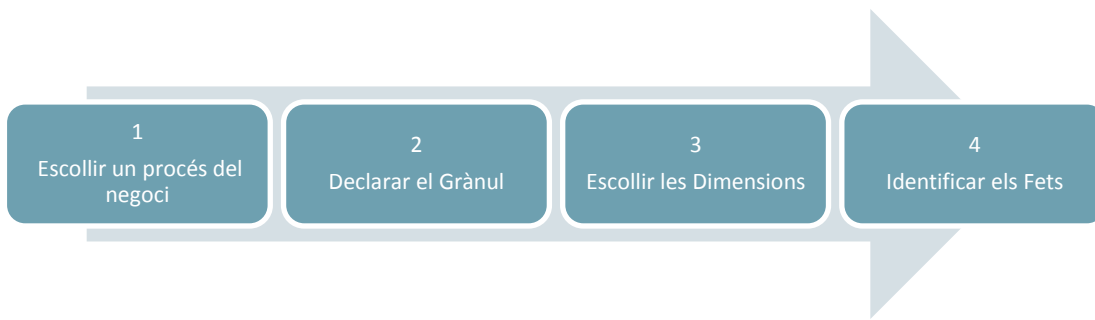 1
Escollir un procés del
negoci
2
Declarar el Grànul
3
Escollir les Dimensions
4
Identificar els Fets